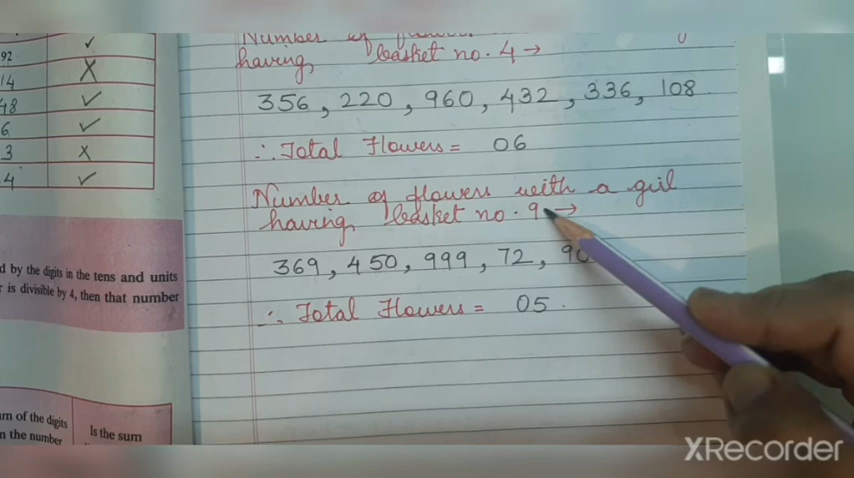 92
14
48
6
3
4
d by the digits in the tens and units
r is divisible by 4, then that number
um of the digits
n the number
Is the sum
Number of
having basket no. 4 →
356, 220, 960, 432, 336, 108
∴ Total Flowers = 06
Number of flowers with a girl
having basket no. 9 →
369, 450, 999, 72,
∴ Total Flowers = 05.
XRecorder